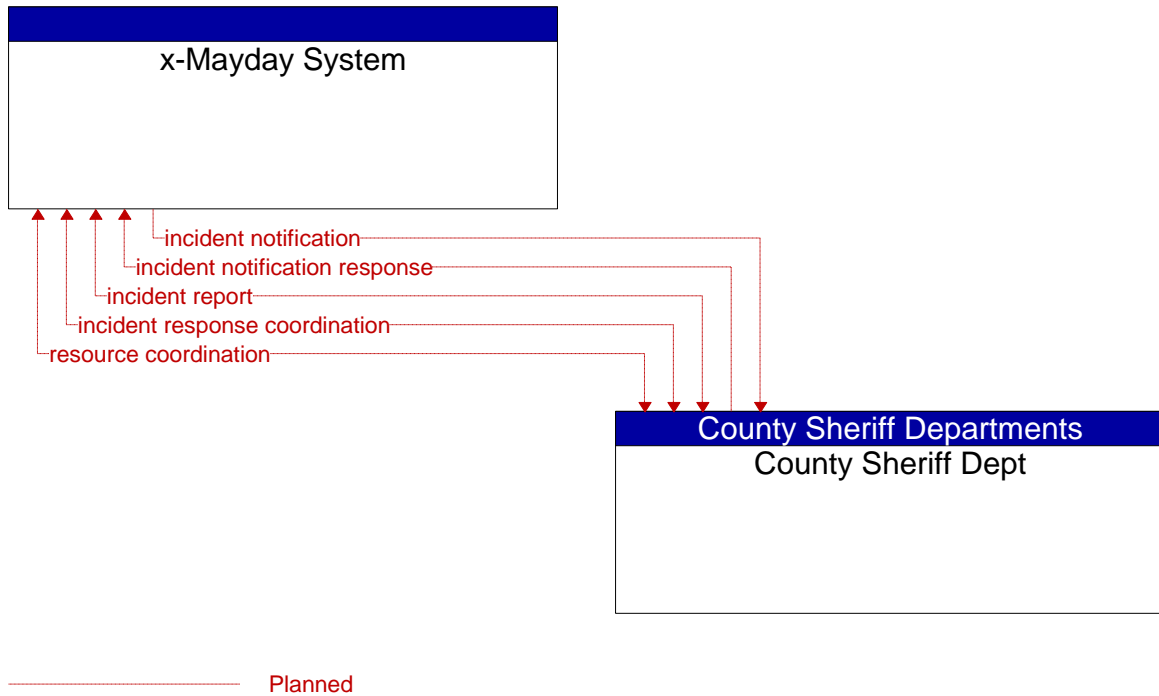 x-Mayday System
incident notification
incident notification response
incident report
incident response coordination
resource coordination
County Sheriff Departments
County Sheriff Dept
Planned